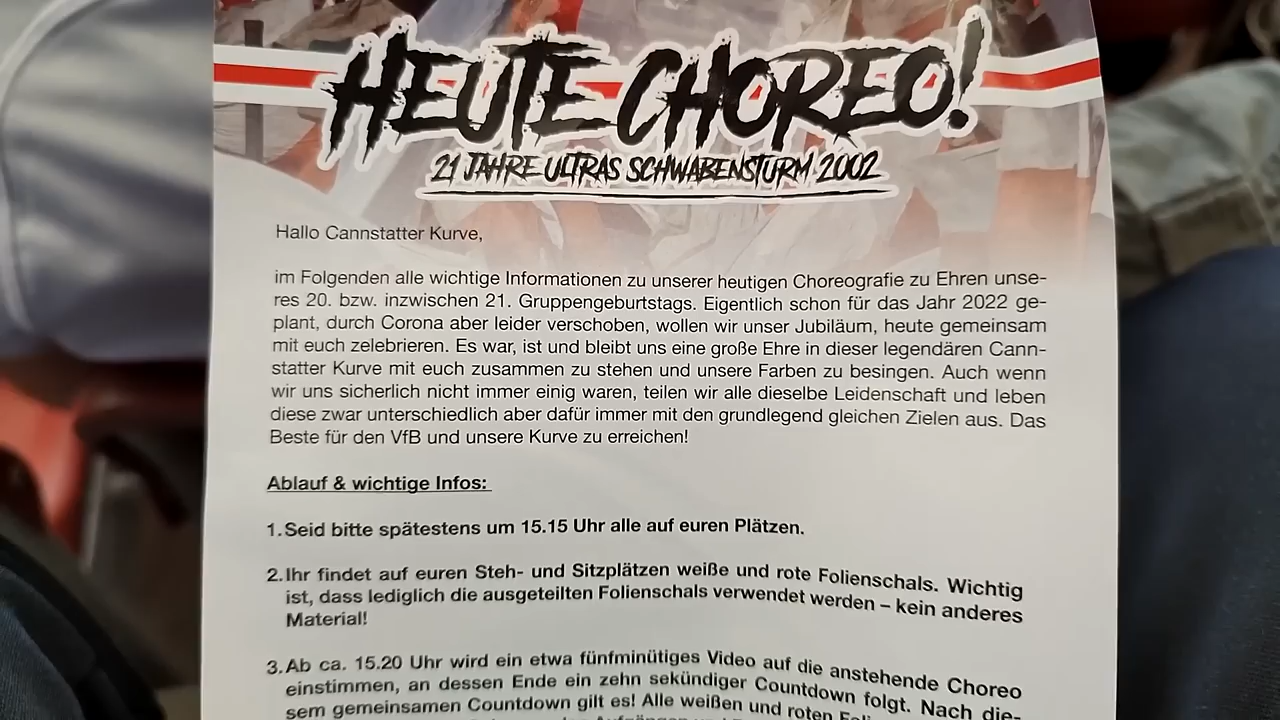 HEUTE CHOREO!
21 JAHRE ULTRAS SCHWABENSTURM 2002
Hallo Cannstatter Kurve,
im Folgenden alle wichtige Informationen zu unserer heutigen Choreografie zu Ehren unse-
res 20. bzw. inzwischen 21. Gruppengeburtstags. Eigentlich schon für das Jahr 2022 ge-
plant, durch Corona aber leider verschoben, wollen wir unser Jubiläum, heute gemeinsam
mit euch zelebrieren. Es war, ist und bleibt uns eine große Ehre in dieser legendären Cann-
statter Kurve mit euch zusammen zu stehen und unsere Farben zu besingen. Auch wenn
wir uns sicherlich nicht immer einig waren, teilen wir alle dieselbe Leidenschaft und leben
diese zwar unterschiedlich aber dafür immer mit den grundlegend gleichen Zielen aus. Das
Beste für den VfB und unsere Kurve zu erreichen!
Ablauf & wichtige Infos:
1. Seid bitte spätestens um 15.15 Uhr alle auf euren Plätzen.
2. Ihr findet auf euren Steh- und Sitzplätzen weiße und rote Folienschals. Wichtig
ist, dass lediglich die ausgeteilten Folienschals verwendet werden – kein anderes
Material!
3. Ab ca. 15.20 Uhr wird ein etwa fünfminütiges Video auf die anstehende Choreo
einstimmen, an dessen Ende ein zehn sekündiger Countdown folgt. Nach die-
sem gemeinsamen Countdown gilt es! Alle weißen und roten